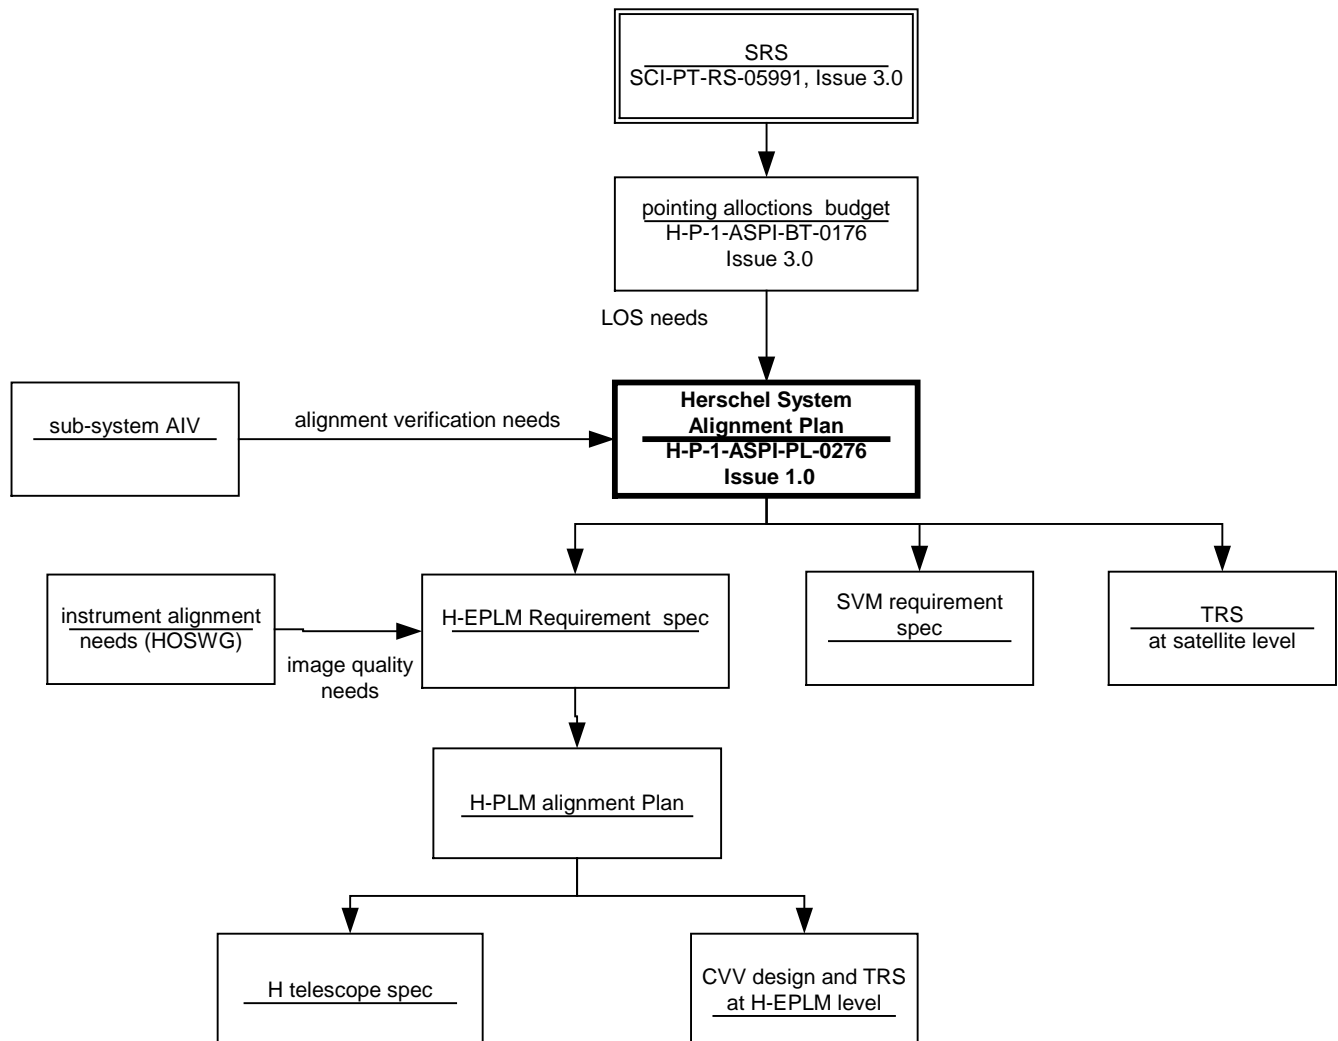 SRS
SCI-PT-RS-05991, Issue 3.0
pointing alloctions  budget
H-P-1-ASPI-BT-0176
Issue 3.0
LOS needs
sub-system AIV
alignment verification needs
Herschel System
Alignment Plan
H-P-1-ASPI-PL-0276
Issue 1.0
instrument alignment
needs (HOSWG)
image quality
needs
H-EPLM Requirement  spec
SVM requirement
spec
TRS
at satellite level
H-PLM alignment Plan
H telescope spec
CVV design and TRS
at H-EPLM level